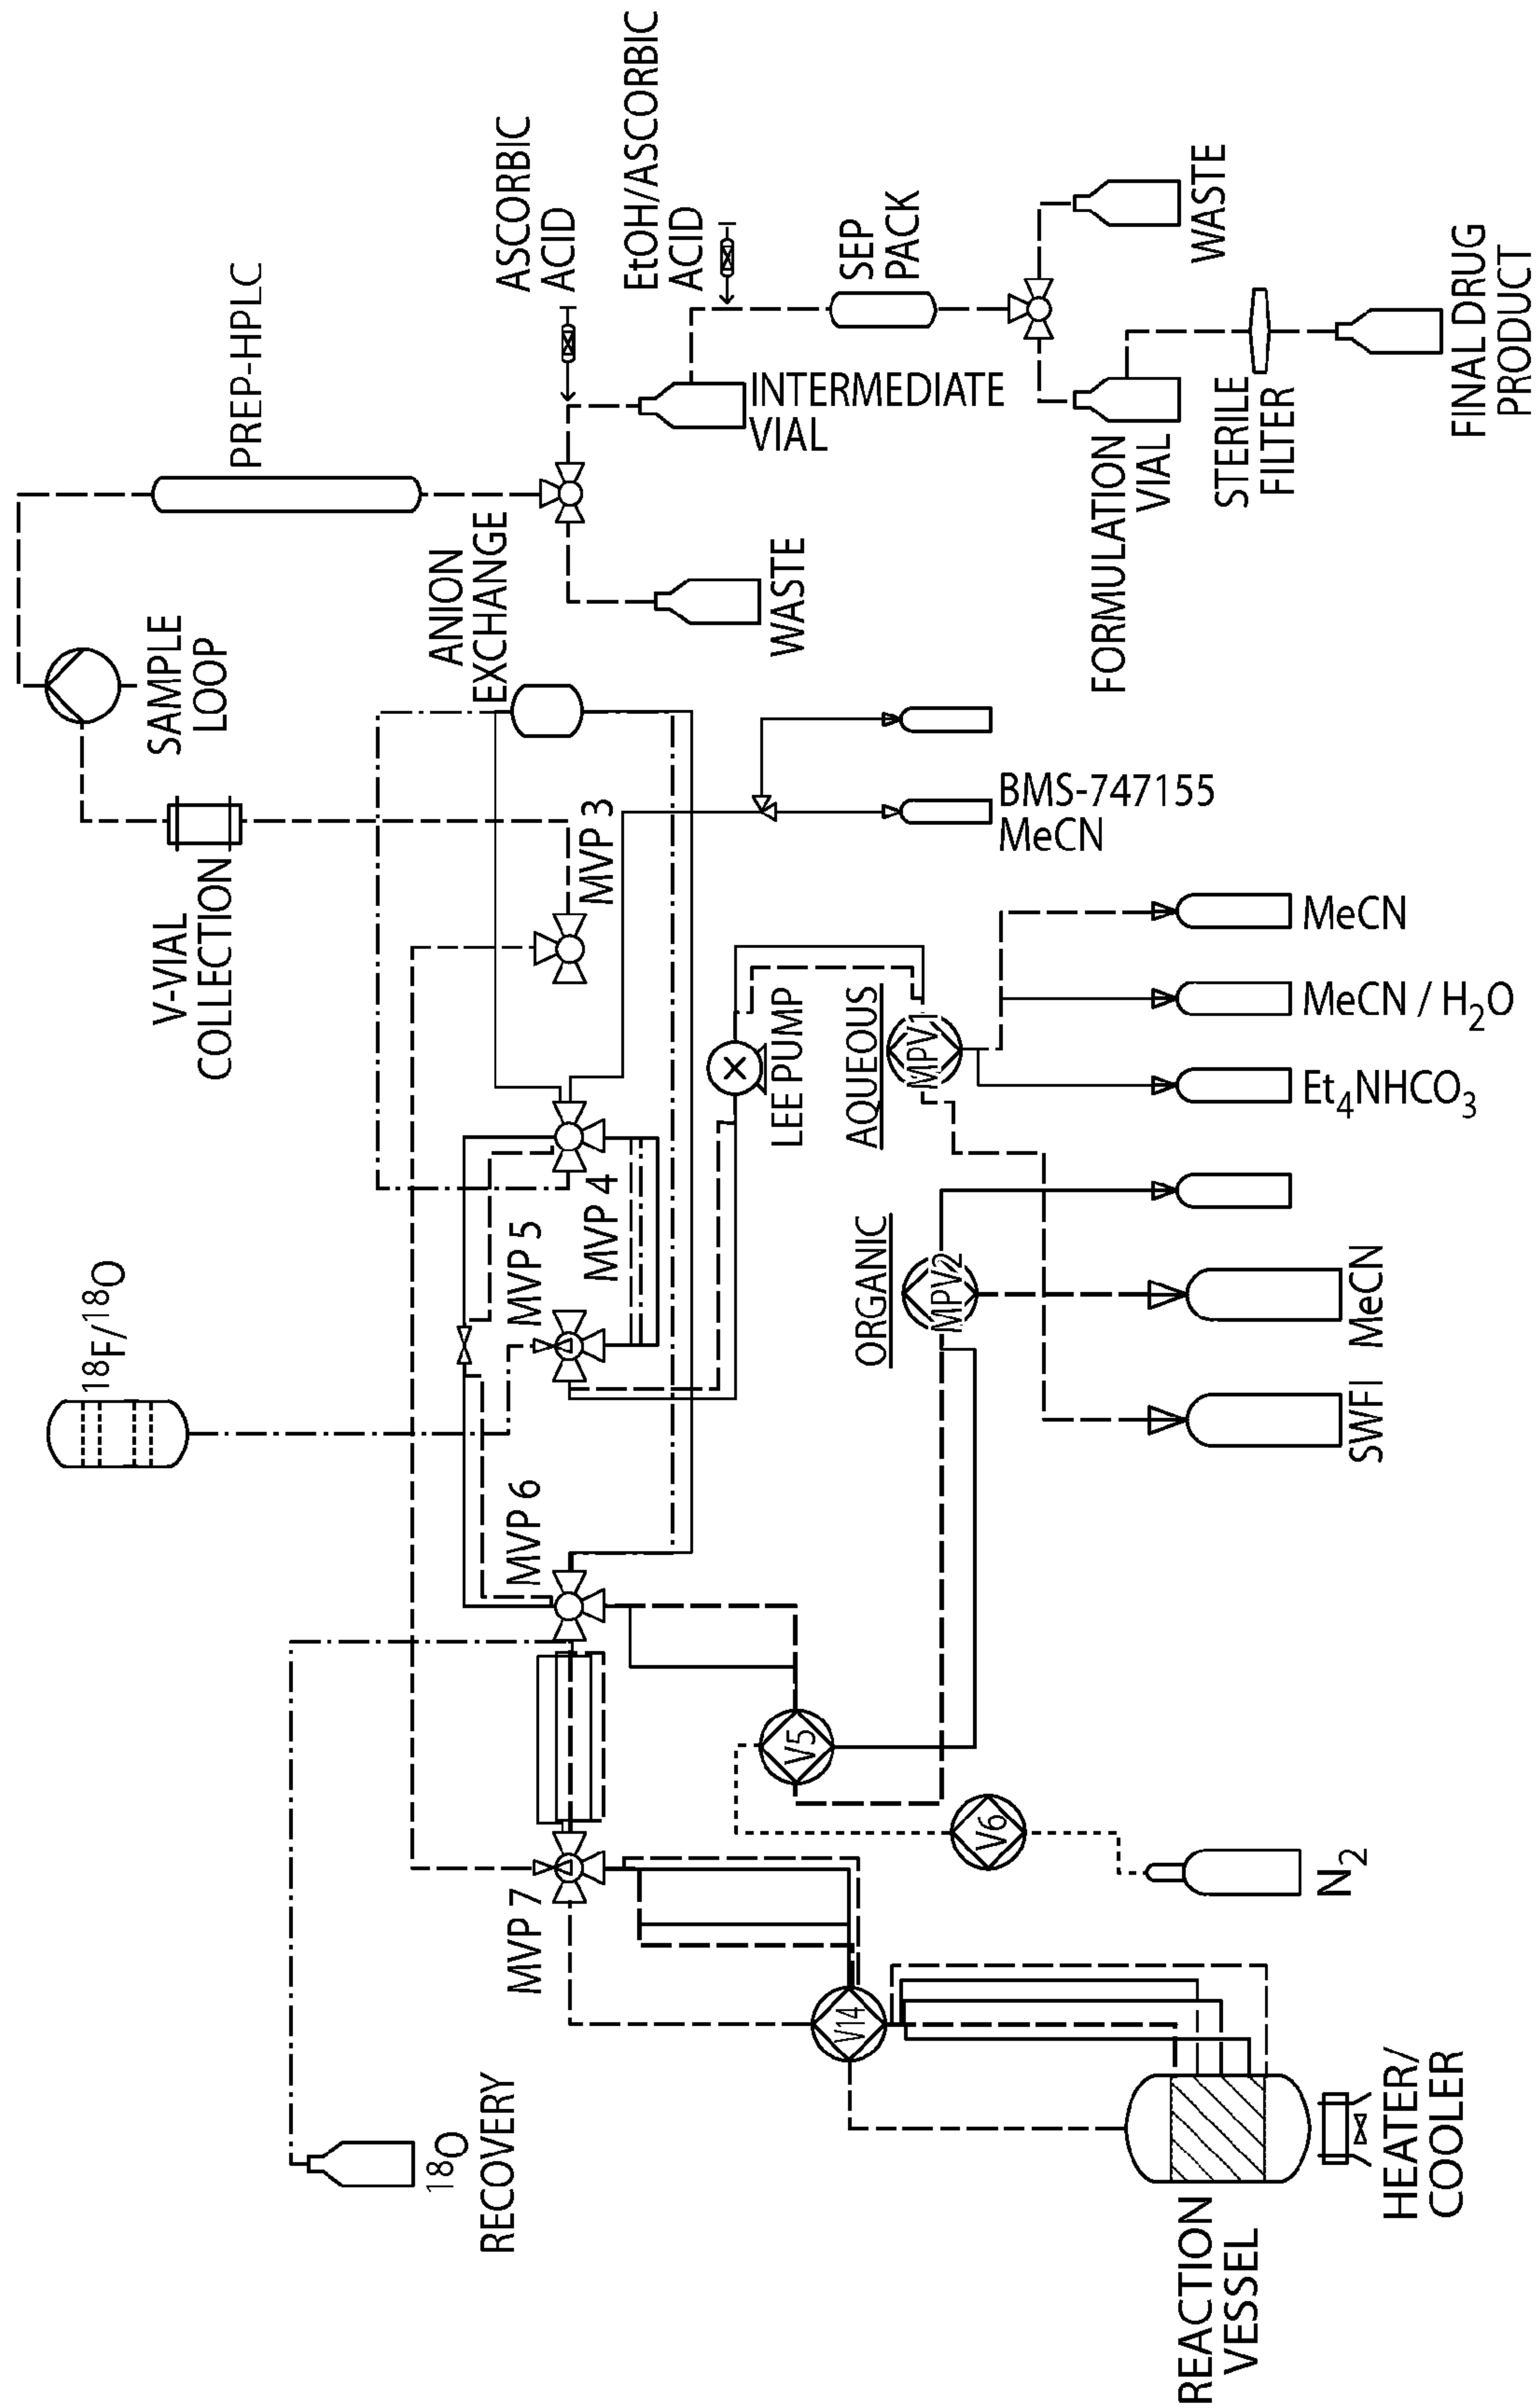 18F/18O
PREP-HPLC
SAMPLE
LOOP
V-VIAL
COLLECTION
ANION
EXCHANGE
ASCORBIC
ACID
EtOH/ASCORBIC
ACID
SEP
PACK
WASTE
INTERMEDIATE
VIAL
WASTE
FORMULATION
VIAL
STERILE
FILTER
FINAL DRUG
PRODUCT
18O
RECOVERY
MVP 7
MVP 6
MVP 5
MVP 4
MVP 3
BMS-747155
MeCN
LEE PUMP
AQUEOUS
MPV1
MeCN
MeCN / H2O
Et4NHCO3
ORGANIC
MPV2
MeCN
SWFI
V5
V6
N2
V14
REACTION
VESSEL
HEATER/
COOLER